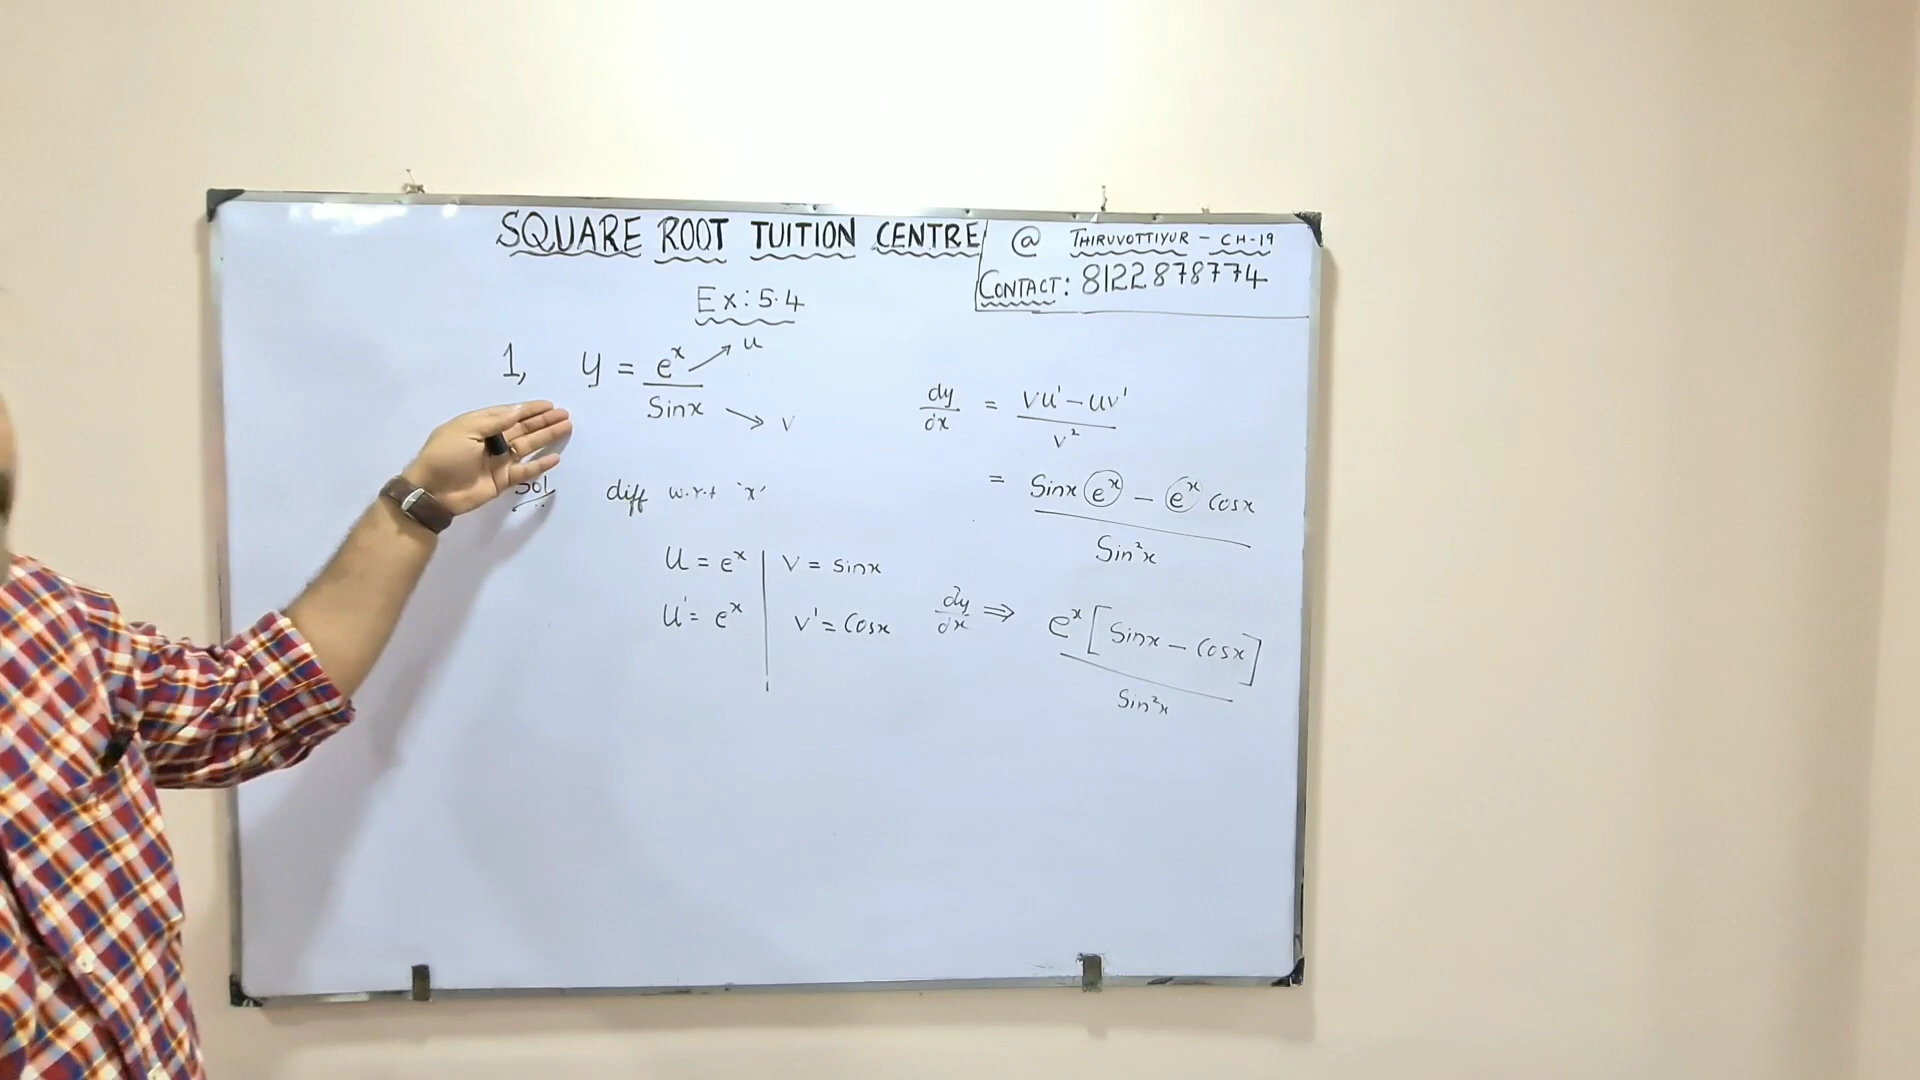 SQUARE ROOT TUITION CENTRE @ THIRUVOTTIYUR - CH-19
CONTACT: 8122878774
Ex: 5.4
1, y = e^x / Sinx
u
v
Sol
diff w.r.t 'x'
U = e^x | V = sinx
U' = e^x | V' = Cosx
dy/dx = (vu' - uv') / v²
= (Sinx (e^x) - (e^x) Cosx) / Sin²x
dy/dx ⇒ e^x [Sinx - Cosx] / Sin²x